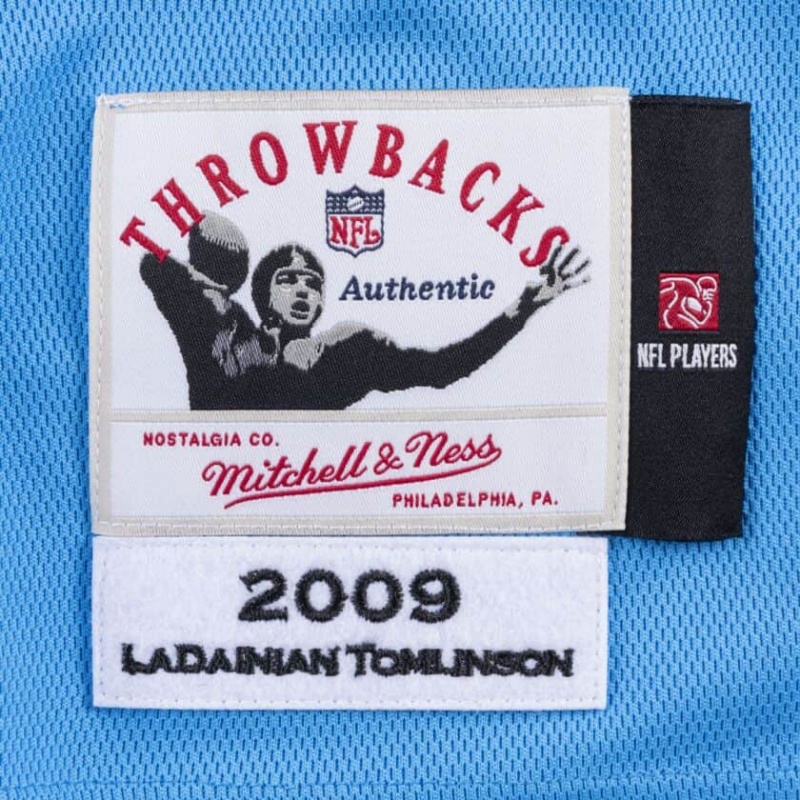 THROWBACKS
NFL
Authentic
NFL PLAYERS
NOSTALGIA CO.
Mitchell & Ness
PHILADELPHIA, PA.
2009
LADAINIAN TOMLINSON